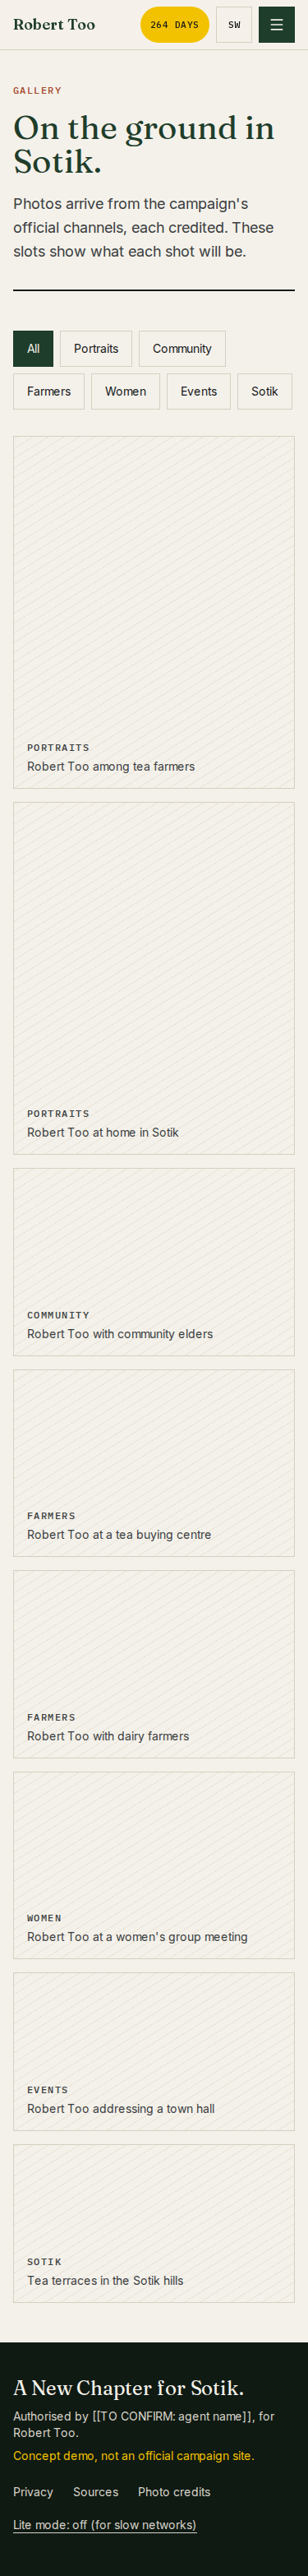 Robert Too
264 DAYS
SW
GALLERY
On the ground in
Sotik.
Photos arrive from the campaign's
official channels, each credited. These
slots show what each shot will be.
All
Portraits
Community
Farmers
Women
Events
Sotik
PORTRAITS
Robert Too among tea farmers
PORTRAITS
Robert Too at home in Sotik
COMMUNITY
Robert Too with community elders
FARMERS
Robert Too at a tea buying centre
FARMERS
Robert Too with dairy farmers
WOMEN
Robert Too at a women's group meeting
EVENTS
Robert Too addressing a town hall
SOTIK
Tea terraces in the Sotik hills
A New Chapter for Sotik.
Authorised by [[TO CONFIRM: agent name]], for
Robert Too.
Concept demo, not an official campaign site.
Privacy
Sources
Photo credits
Lite mode: off (for slow networks)